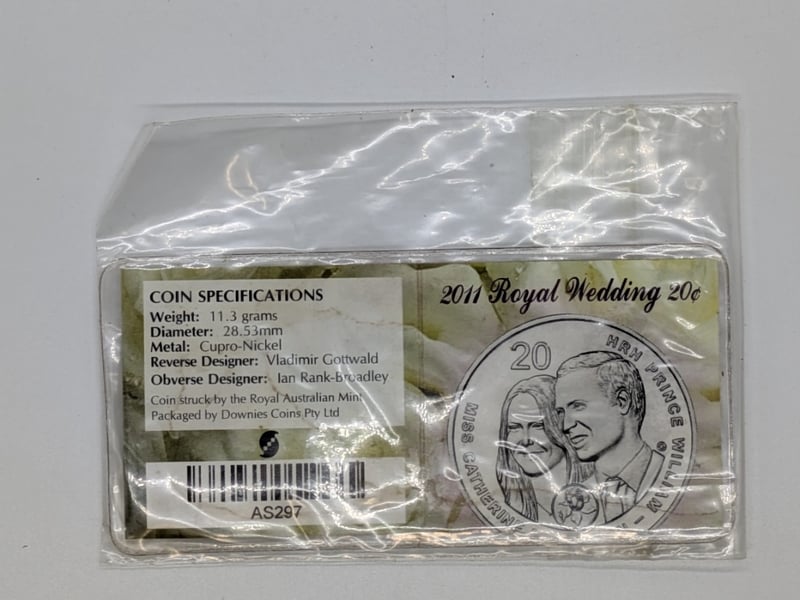 COIN SPECIFICATIONS
Weight: 11.3 grams
Diameter: 28.53mm
Metal: Cupro-Nickel
Reverse Designer: Vladimir Gottwald
Obverse Designer: Ian Rank-Broadley
Coin struck by the Royal Australian Mint
Packaged by Downies Coins Pty Ltd
AS297
2011 Royal Wedding 20¢
20
HRH PRINCE WILLIAM –
MISS CATHERINE